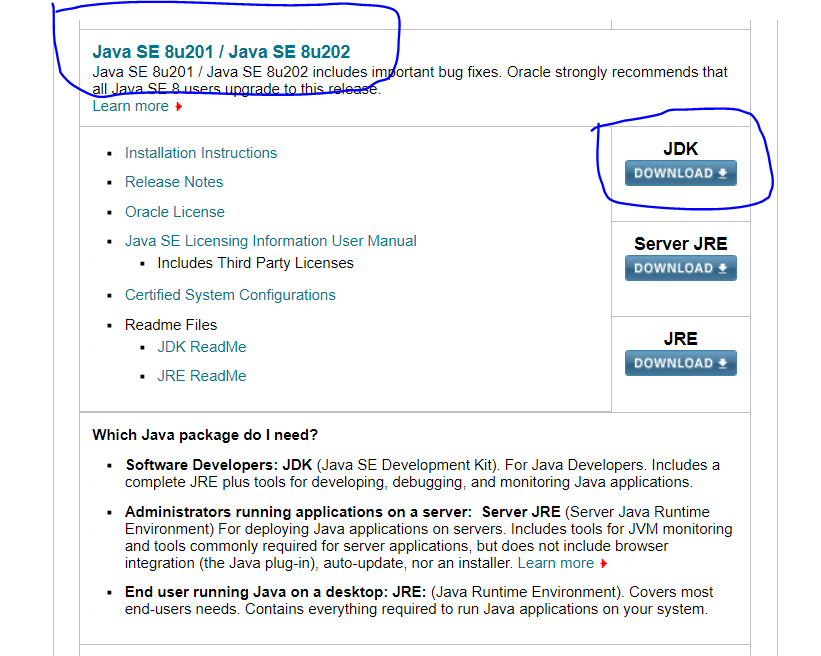 Java SE 8u201 / Java SE 8u202
Java SE 8u201 / Java SE 8u202 includes important bug fixes. Oracle strongly recommends that
all Java SE 8 users upgrade to this release.
Learn more
Installation Instructions
Release Notes
Oracle License
Java SE Licensing Information User Manual
Includes Third Party Licenses
Certified System Configurations
Readme Files
JDK ReadMe
JRE ReadMe
JDK
DOWNLOAD
Server JRE
DOWNLOAD
JRE
DOWNLOAD
Which Java package do I need?
Software Developers: JDK (Java SE Development Kit). For Java Developers. Includes a
complete JRE plus tools for developing, debugging, and monitoring Java applications.
Administrators running applications on a server: Server JRE (Server Java Runtime
Environment) For deploying Java applications on servers. Includes tools for JVM monitoring
and tools commonly required for server applications, but does not include browser
integration (the Java plug-in), auto-update, nor an installer. Learn more
End user running Java on a desktop: JRE: (Java Runtime Environment). Covers most
end-users needs. Contains everything required to run Java applications on your system.